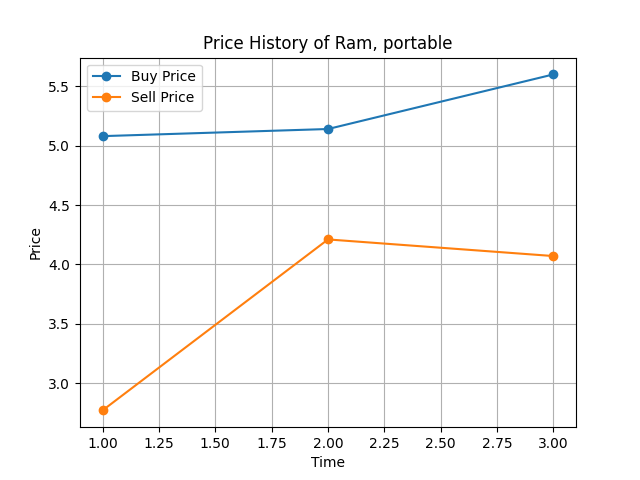 Price History of Ram, portable
Buy Price
Sell Price
5.5
5.0
4.5
4.0
3.5
3.0
Price
1.00 1.25 1.50 1.75 2.00 2.25 2.50 2.75 3.00
Time